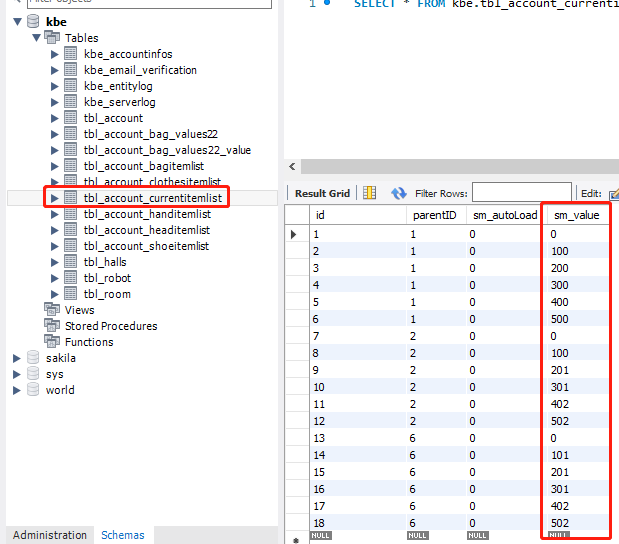 Filter objects
1 SELECT * FROM kbe.tbl_account_currenti
kbe
Tables
kbe_accountinfos
kbe_email_verification
kbe_entitylog
kbe_serverlog
tbl_account
tbl_account_bag_values22
tbl_account_bag_values22_value
tbl_account_bagitemlist
tbl_account_clothesitemlist
tbl_account_currentitemlist
tbl_account_handitemlist
tbl_account_headitemlist
tbl_account_shoeitemlist
tbl_halls
tbl_robot
tbl_room
Views
Stored Procedures
Functions
sakila
sys
world
Administration Schemas
Result Grid Filter Rows: Edit:
id parentID sm_autoLoad sm_value
1 1 0 0
2 1 0 100
3 1 0 200
4 1 0 300
5 1 0 400
6 1 0 500
7 2 0 0
8 2 0 100
9 2 0 201
10 2 0 301
11 2 0 402
12 2 0 502
13 6 0 0
14 6 0 101
15 6 0 201
16 6 0 301
17 6 0 402
18 6 0 502
NULL NULL NULL NULL